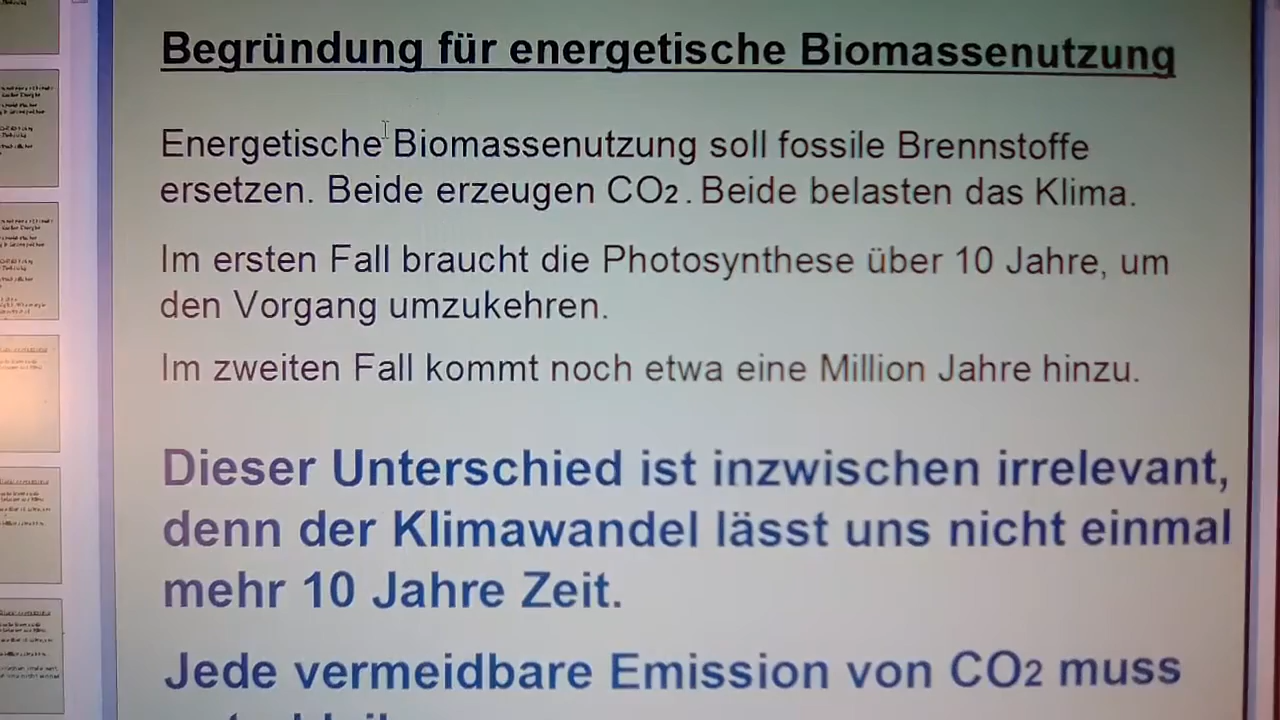 Begründung für energetische Biomassenutzung
Energetische Biomassenutzung soll fossile Brennstoffe
ersetzen. Beide erzeugen CO2. Beide belasten das Klima.
Im ersten Fall braucht die Photosynthese über 10 Jahre, um
den Vorgang umzukehren.
Im zweiten Fall kommt noch etwa eine Million Jahre hinzu.
Dieser Unterschied ist inzwischen irrelevant,
denn der Klimawandel lässt uns nicht einmal
mehr 10 Jahre Zeit.
Jede vermeidbare Emission von CO2 muss